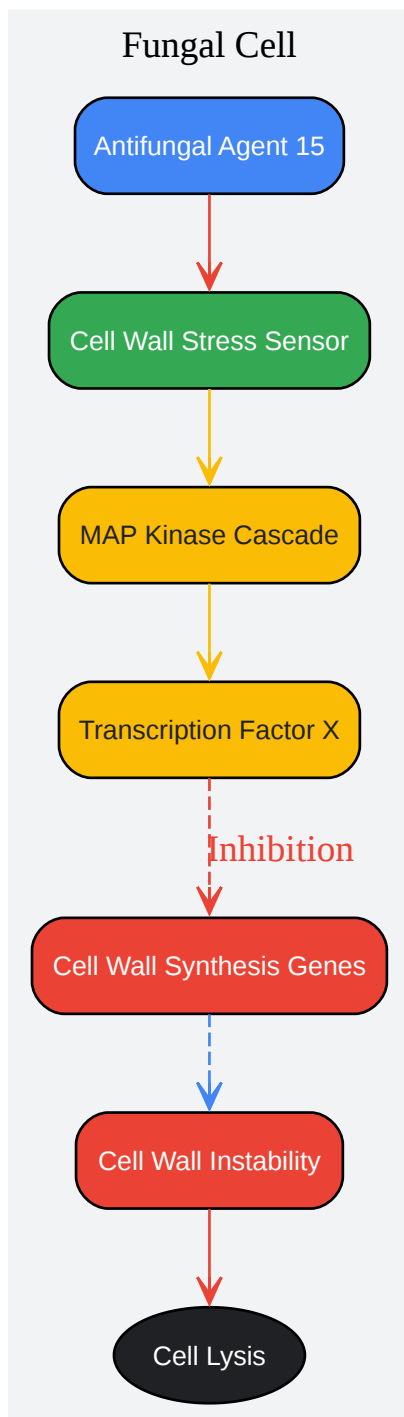 Fungal Cell
Antifungal Agent 15
Cell Wall Stress Sensor
MAP Kinase Cascade
Transcription Factor X
Inhibition
Cell Wall Synthesis Genes
Cell Wall Instability
Cell Lysis